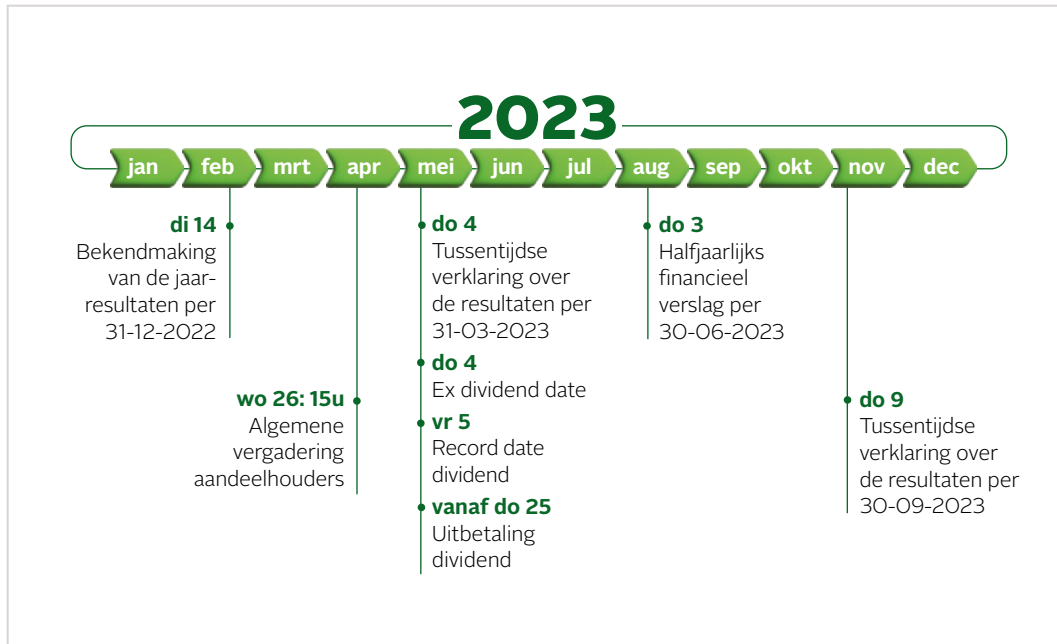 2023
jan feb mrt apr mei jun jul aug sep okt nov dec
di 14
Bekendmaking
van de jaar-
resultaten per
31-12-2022
wo 26: 15u
Algemene
vergadering
aandeelhouders
do 4
Tussentijdse
verklaring over
de resultaten per
31-03-2023
do 4
Ex dividend date
vr 5
Record date
dividend
vanaf do 25
Uitbetaling
dividend
do 3
Halfjaarlijks
financieel
verslag per
30-06-2023
do 9
Tussentijdse
verklaring over
de resultaten per
30-09-2023